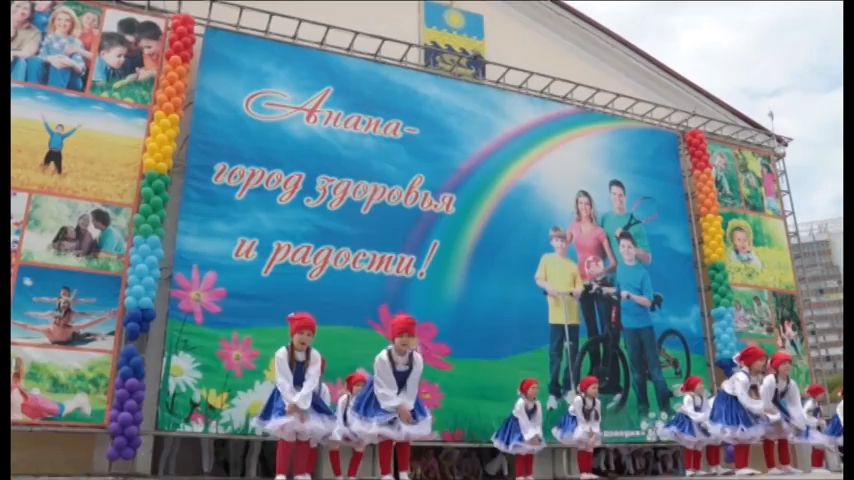 Анапа-
город здоровья
и радости!